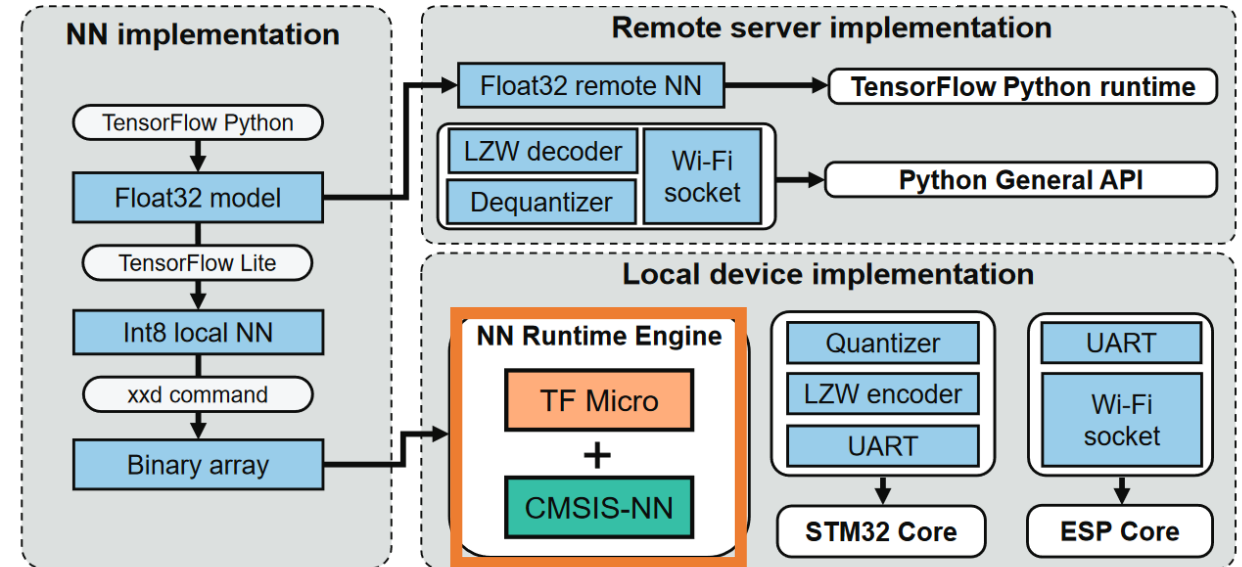 NN implementation
TensorFlow Python
Float32 model
TensorFlow Lite
Int8 local NN
xxd command
Binary array
Remote server implementation
Float32 remote NN
TensorFlow Python runtime
LZW decoder
Dequantizer
Wi-Fi
socket
Python General API
Local device implementation
NN Runtime Engine
TF Micro
+
CMSIS-NN
Quantizer
LZW encoder
UART
STM32 Core
UART
Wi-Fi
socket
ESP Core